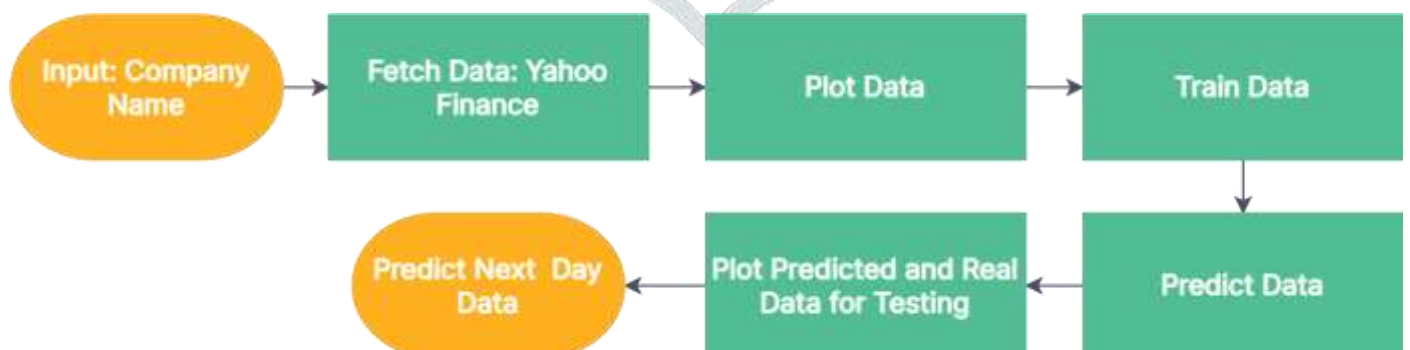 Input: Company
Name
Fetch Data: Yahoo
Finance
Plot Data
Train Data
Predict Data
Plot Predicted and Real
Data for Testing
Predict Next Day
Data